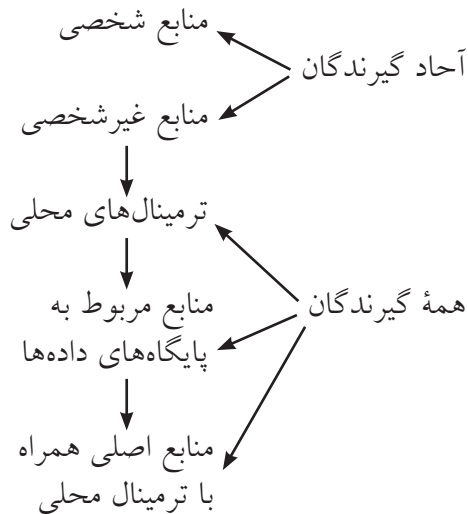 منابع شخصی
آحاد گیرندگان
منابع غیرشخصی
ترمینال‌های محلی
همهٔ گیرندگان
منابع مربوط به
پایگاه‌های داده‌ها
منابع اصلی همراه
با ترمینال محلی